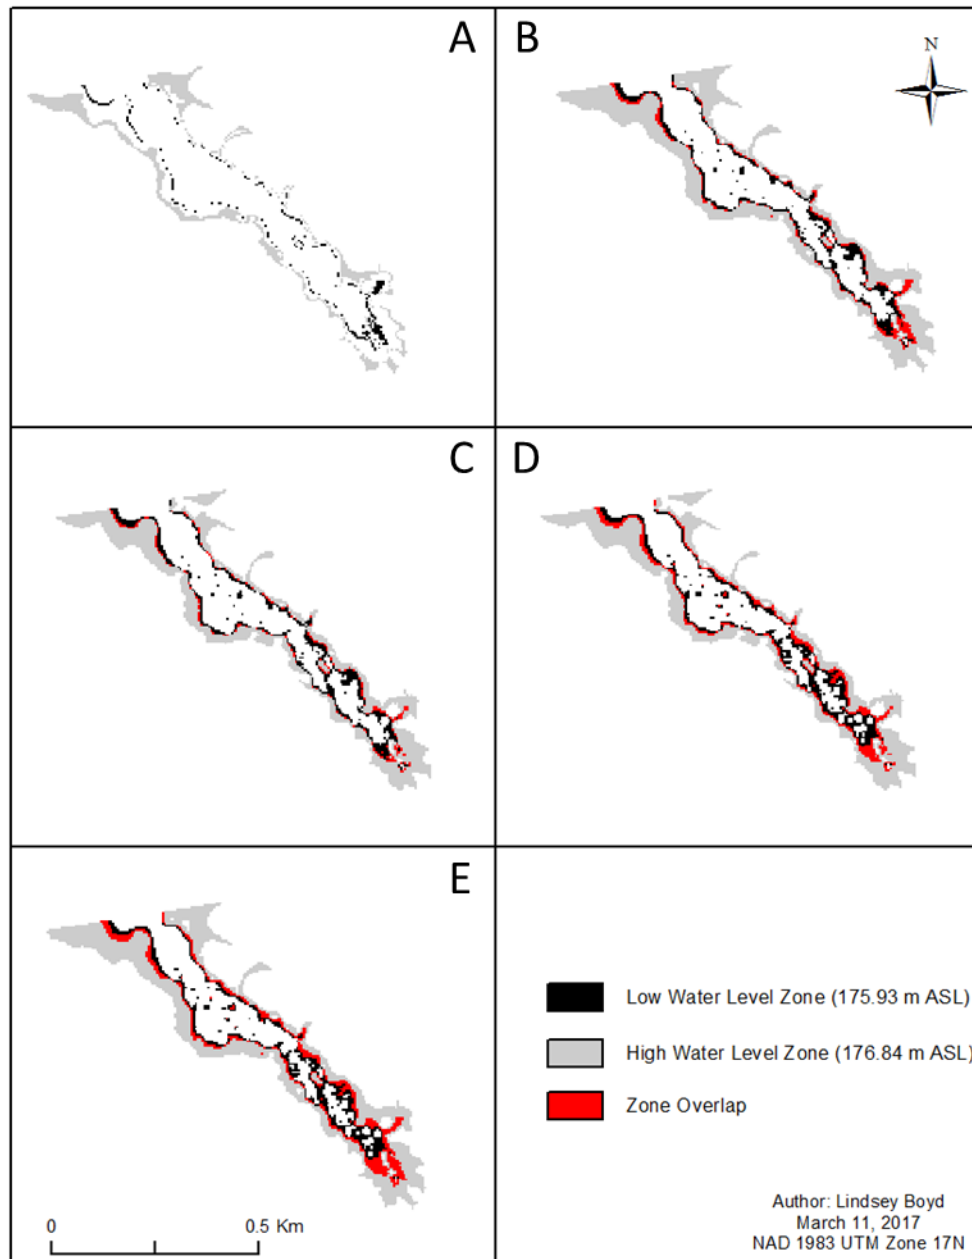 A
B
N
C
D
E
Low Water Level Zone (175.93 m ASL)
High Water Level Zone (176.84 m ASL)
Zone Overlap
0 0.5 Km
Author: Lindsey Boyd
March 11, 2017
NAD 1983 UTM Zone 17N